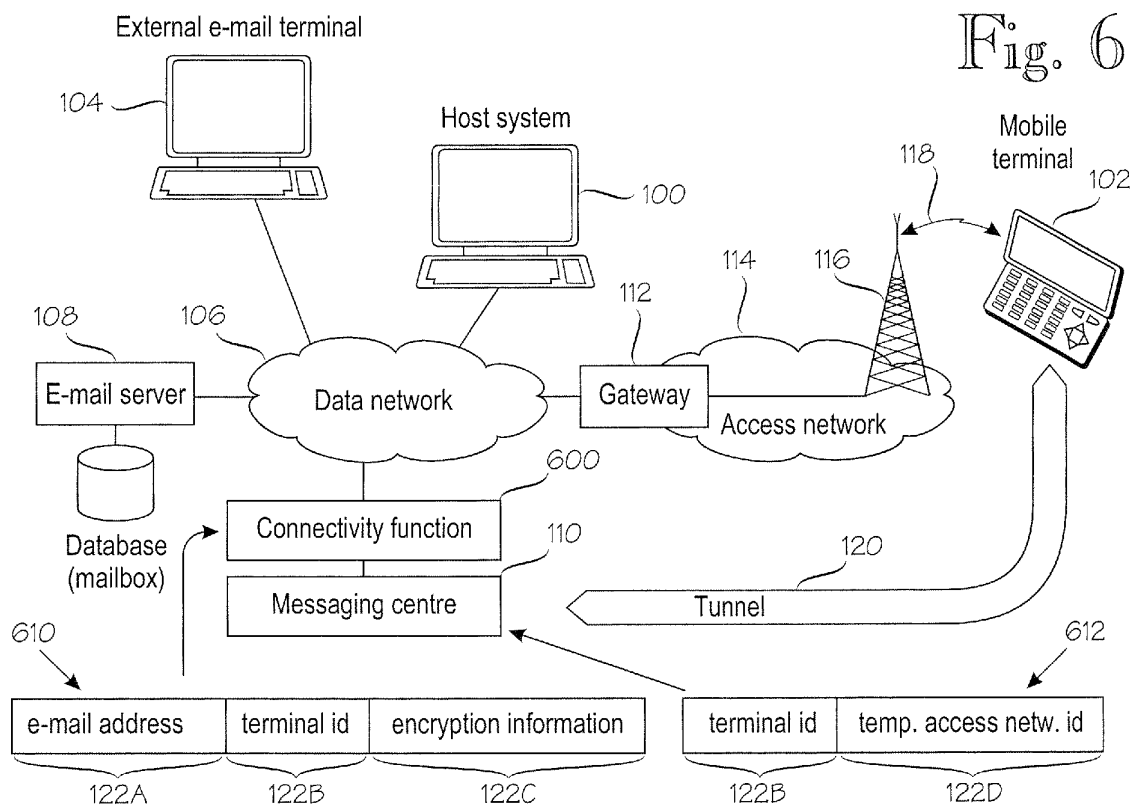 External e-mail terminal
Fig. 6
104
Host system
Mobile
terminal
118
102
100
114
116
112
108
106
E-mail server
Data network
Gateway
Access network
600
Connectivity function
Database
(mailbox)
110
120
Messaging centre
Tunnel
610
612
e-mail address
terminal id
encryption information
terminal id
temp. access netw. id
122A
122B
122C
122B
122D